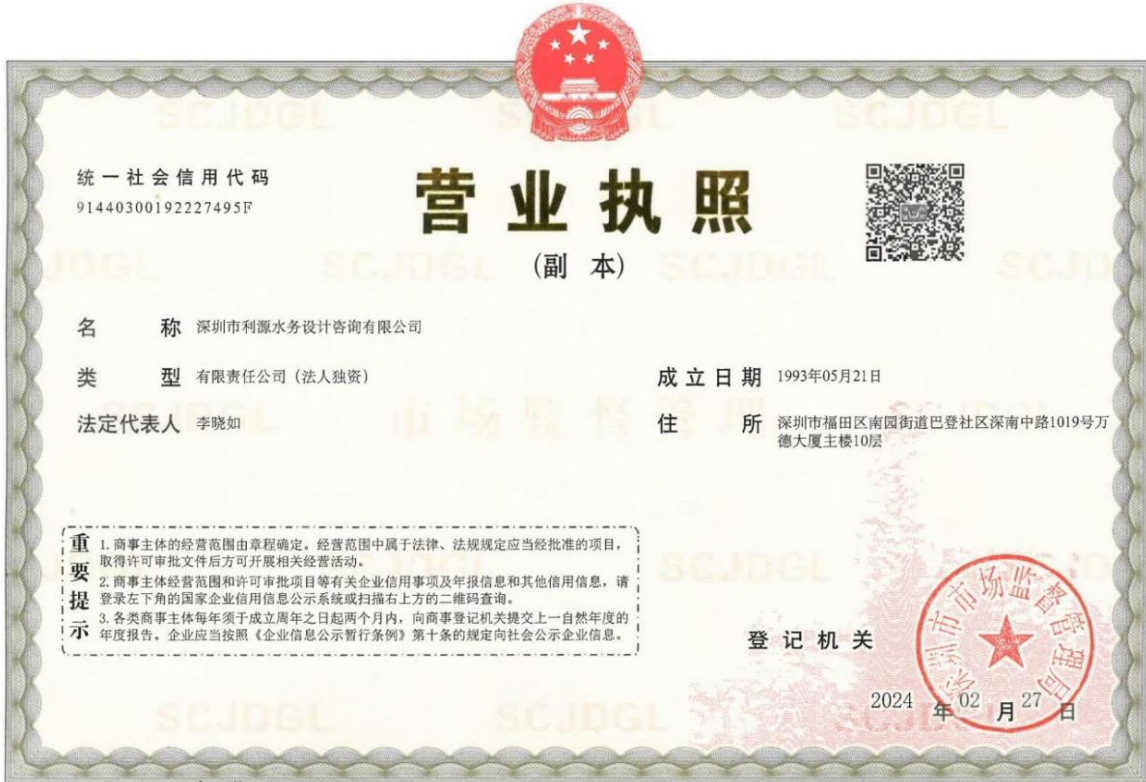 统一社会信用代码
91440300192227495F
营业执照
(副 本)
名 称 深圳市利源水务设计咨询有限公司
类 型 有限责任公司(法人独资)
成立日期 1993年05月21日
法定代表人 李晓如
住 所 深圳市福田区南园街道巴登社区深南中路1019号万
德大厦主楼10层
重要提示
1. 商事主体的经营范围由章程确定。经营范围中属于法律、法规规定应当经批准的项目,
取得许可审批文件后方可开展相关经营活动。
2. 商事主体经营范围和许可审批项目等有关企业信用事项及年报信息和其他信用信息,请
登录左下角的国家企业信用信息公示系统或扫描右上方的二维码查询。
3. 各类商事主体每年须于成立周年之日起两个月内,向商事登记机关提交上一自然年度的
年度报告。企业应当按照《企业信息公示暂行条例》第十条的规定向社会公示企业信息。
登记机关
深圳市市场监督管理局
2024 年 02 月 27 日
SCJDGL
市场监督管理